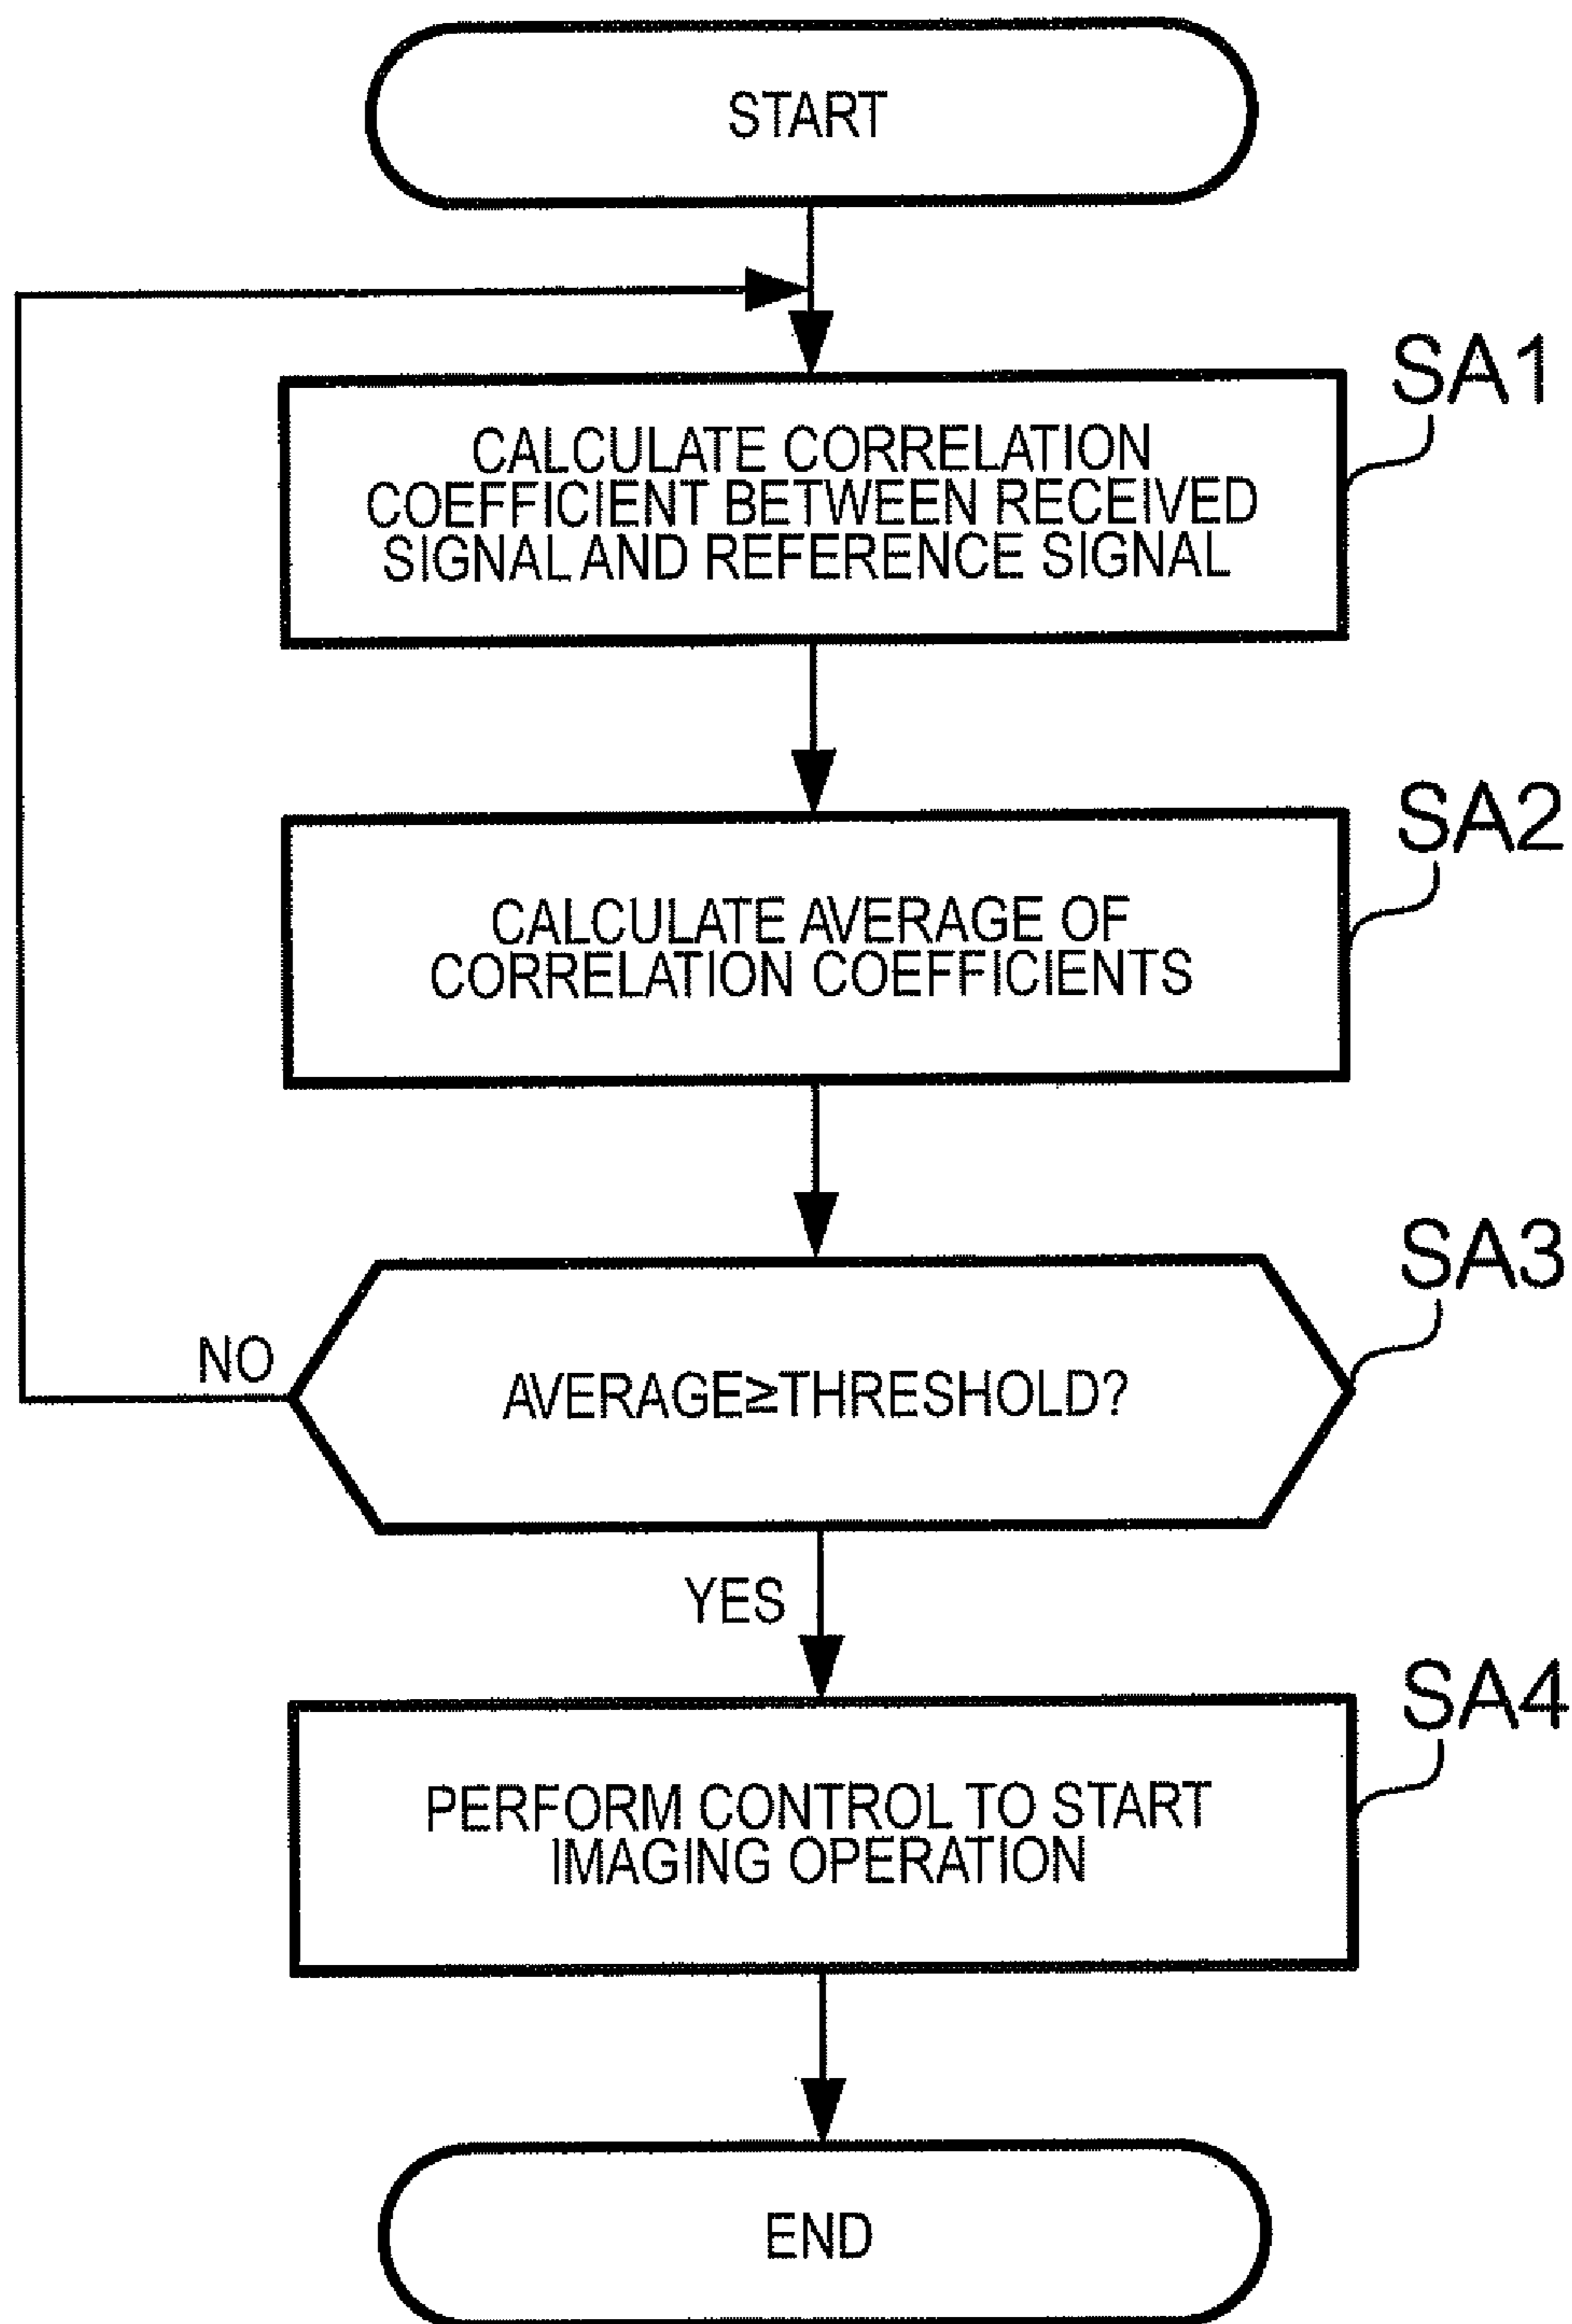 START
SA1
CALCULATE CORRELATION
COEFFICIENT BETWEEN RECEIVED
SIGNAL AND REFERENCE SIGNAL
SA2
CALCULATE AVERAGE OF
CORRELATION COEFFICIENTS
SA3
NO
AVERAGE≥THRESHOLD?
YES
SA4
PERFORM CONTROL TO START
IMAGING OPERATION
END